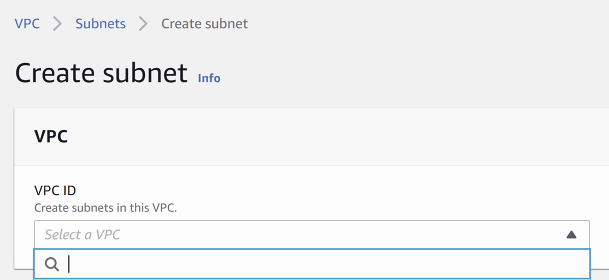 VPC > Subnets > Create subnet
Create subnet Info
VPC
VPC ID
Create subnets in this VPC.
Select a VPC